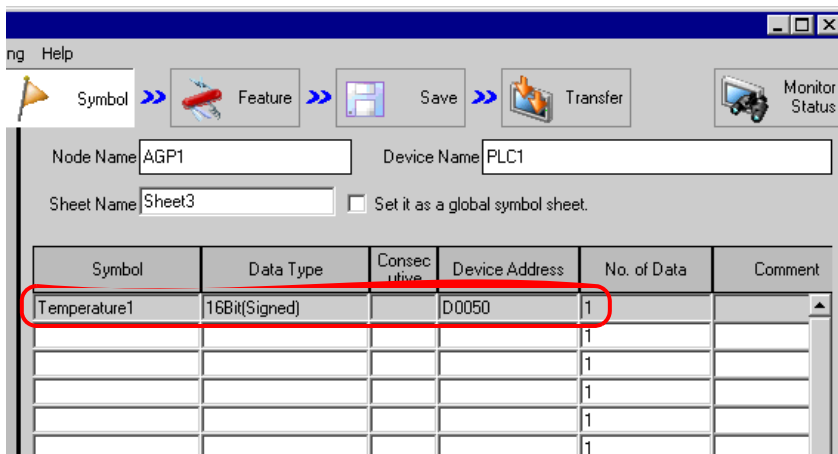 ng Help
Symbol Feature Save Transfer Monitor Status
Node Name AGP1 Device Name PLC1
Sheet Name Sheet3 Set it as a global symbol sheet.
Symbol Data Type Consec utive Device Address No. of Data Comment
Temperature1 16Bit(Signed) D0050 1
1
1
1
1
1